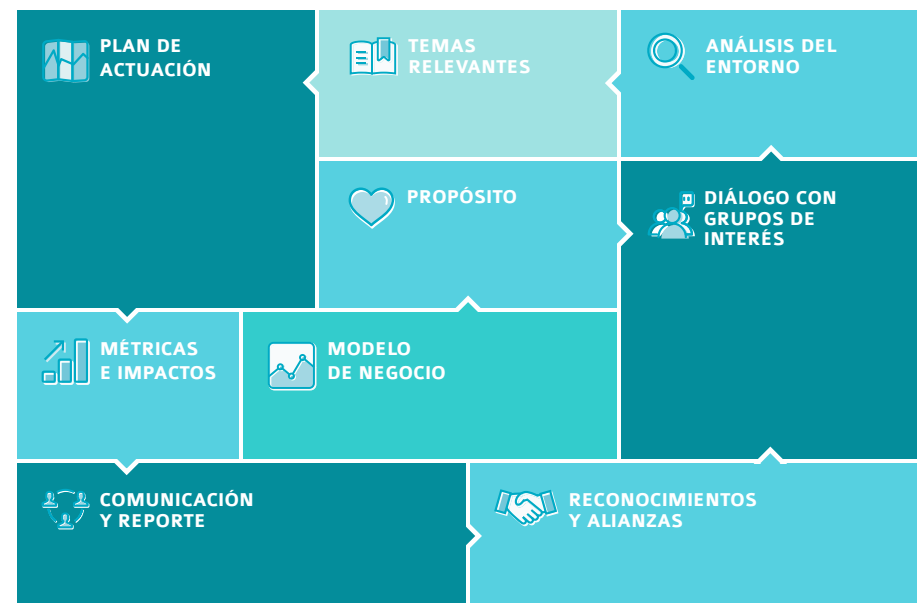 PLAN DE
ACTUACIÓN
TEMAS
RELEVANTES
ANÁLISIS DEL
ENTORNO
PROPÓSITO
DIÁLOGO CON
GRUPOS DE
INTERÉS
MÉTRICAS
E IMPACTOS
MODELO
DE NEGOCIO
COMUNICACIÓN
Y REPORTE
RECONOCIMIENTOS
Y ALIANZAS